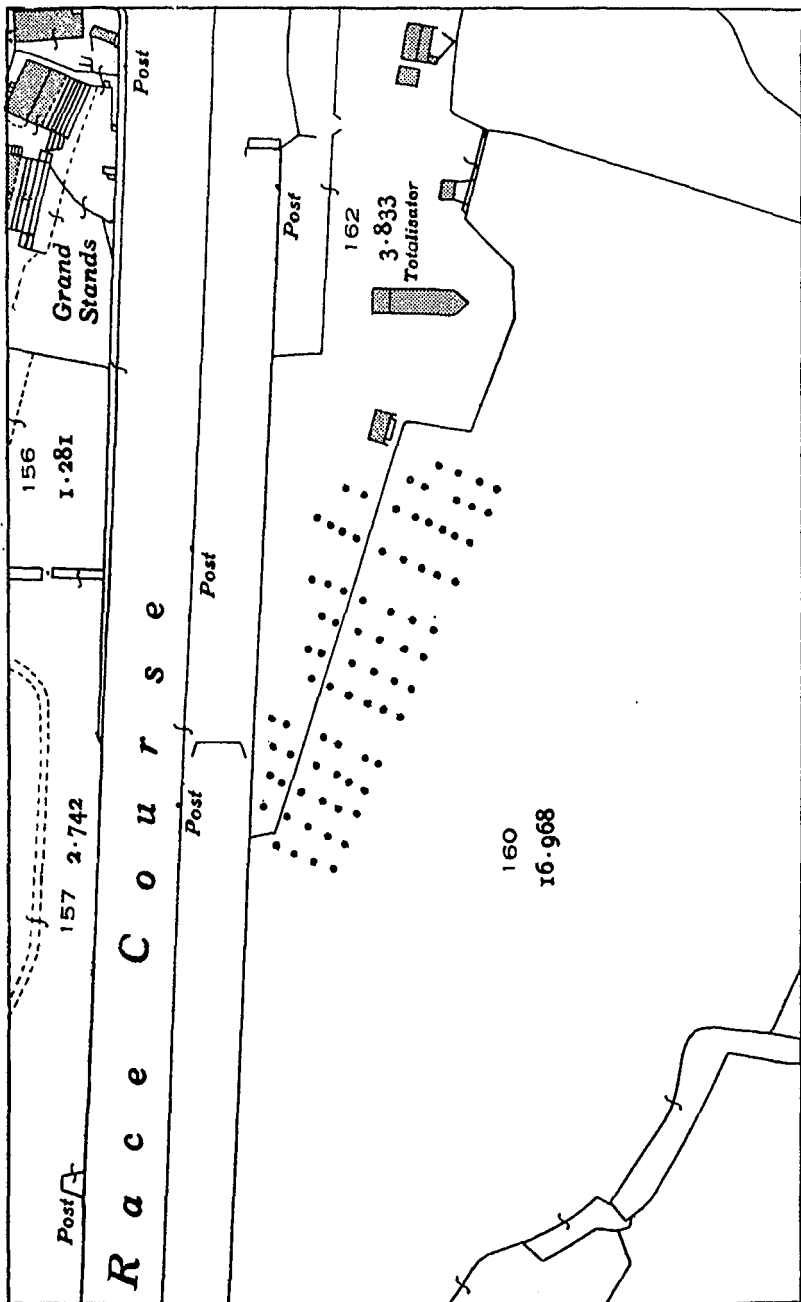 Grand
Stands
Post
156
1·281
157 2·742
Race Course
Post
Post
Post
Post
162
3·833
Totalisator
160
16·968